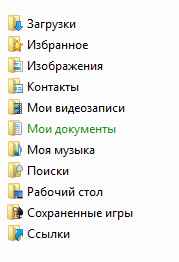 Загрузки
Избранное
Изображения
Контакты
Мои видеозаписи
Мои документы
Моя музыка
Поиски
Рабочий стол
Сохраненные игры
Ссылки